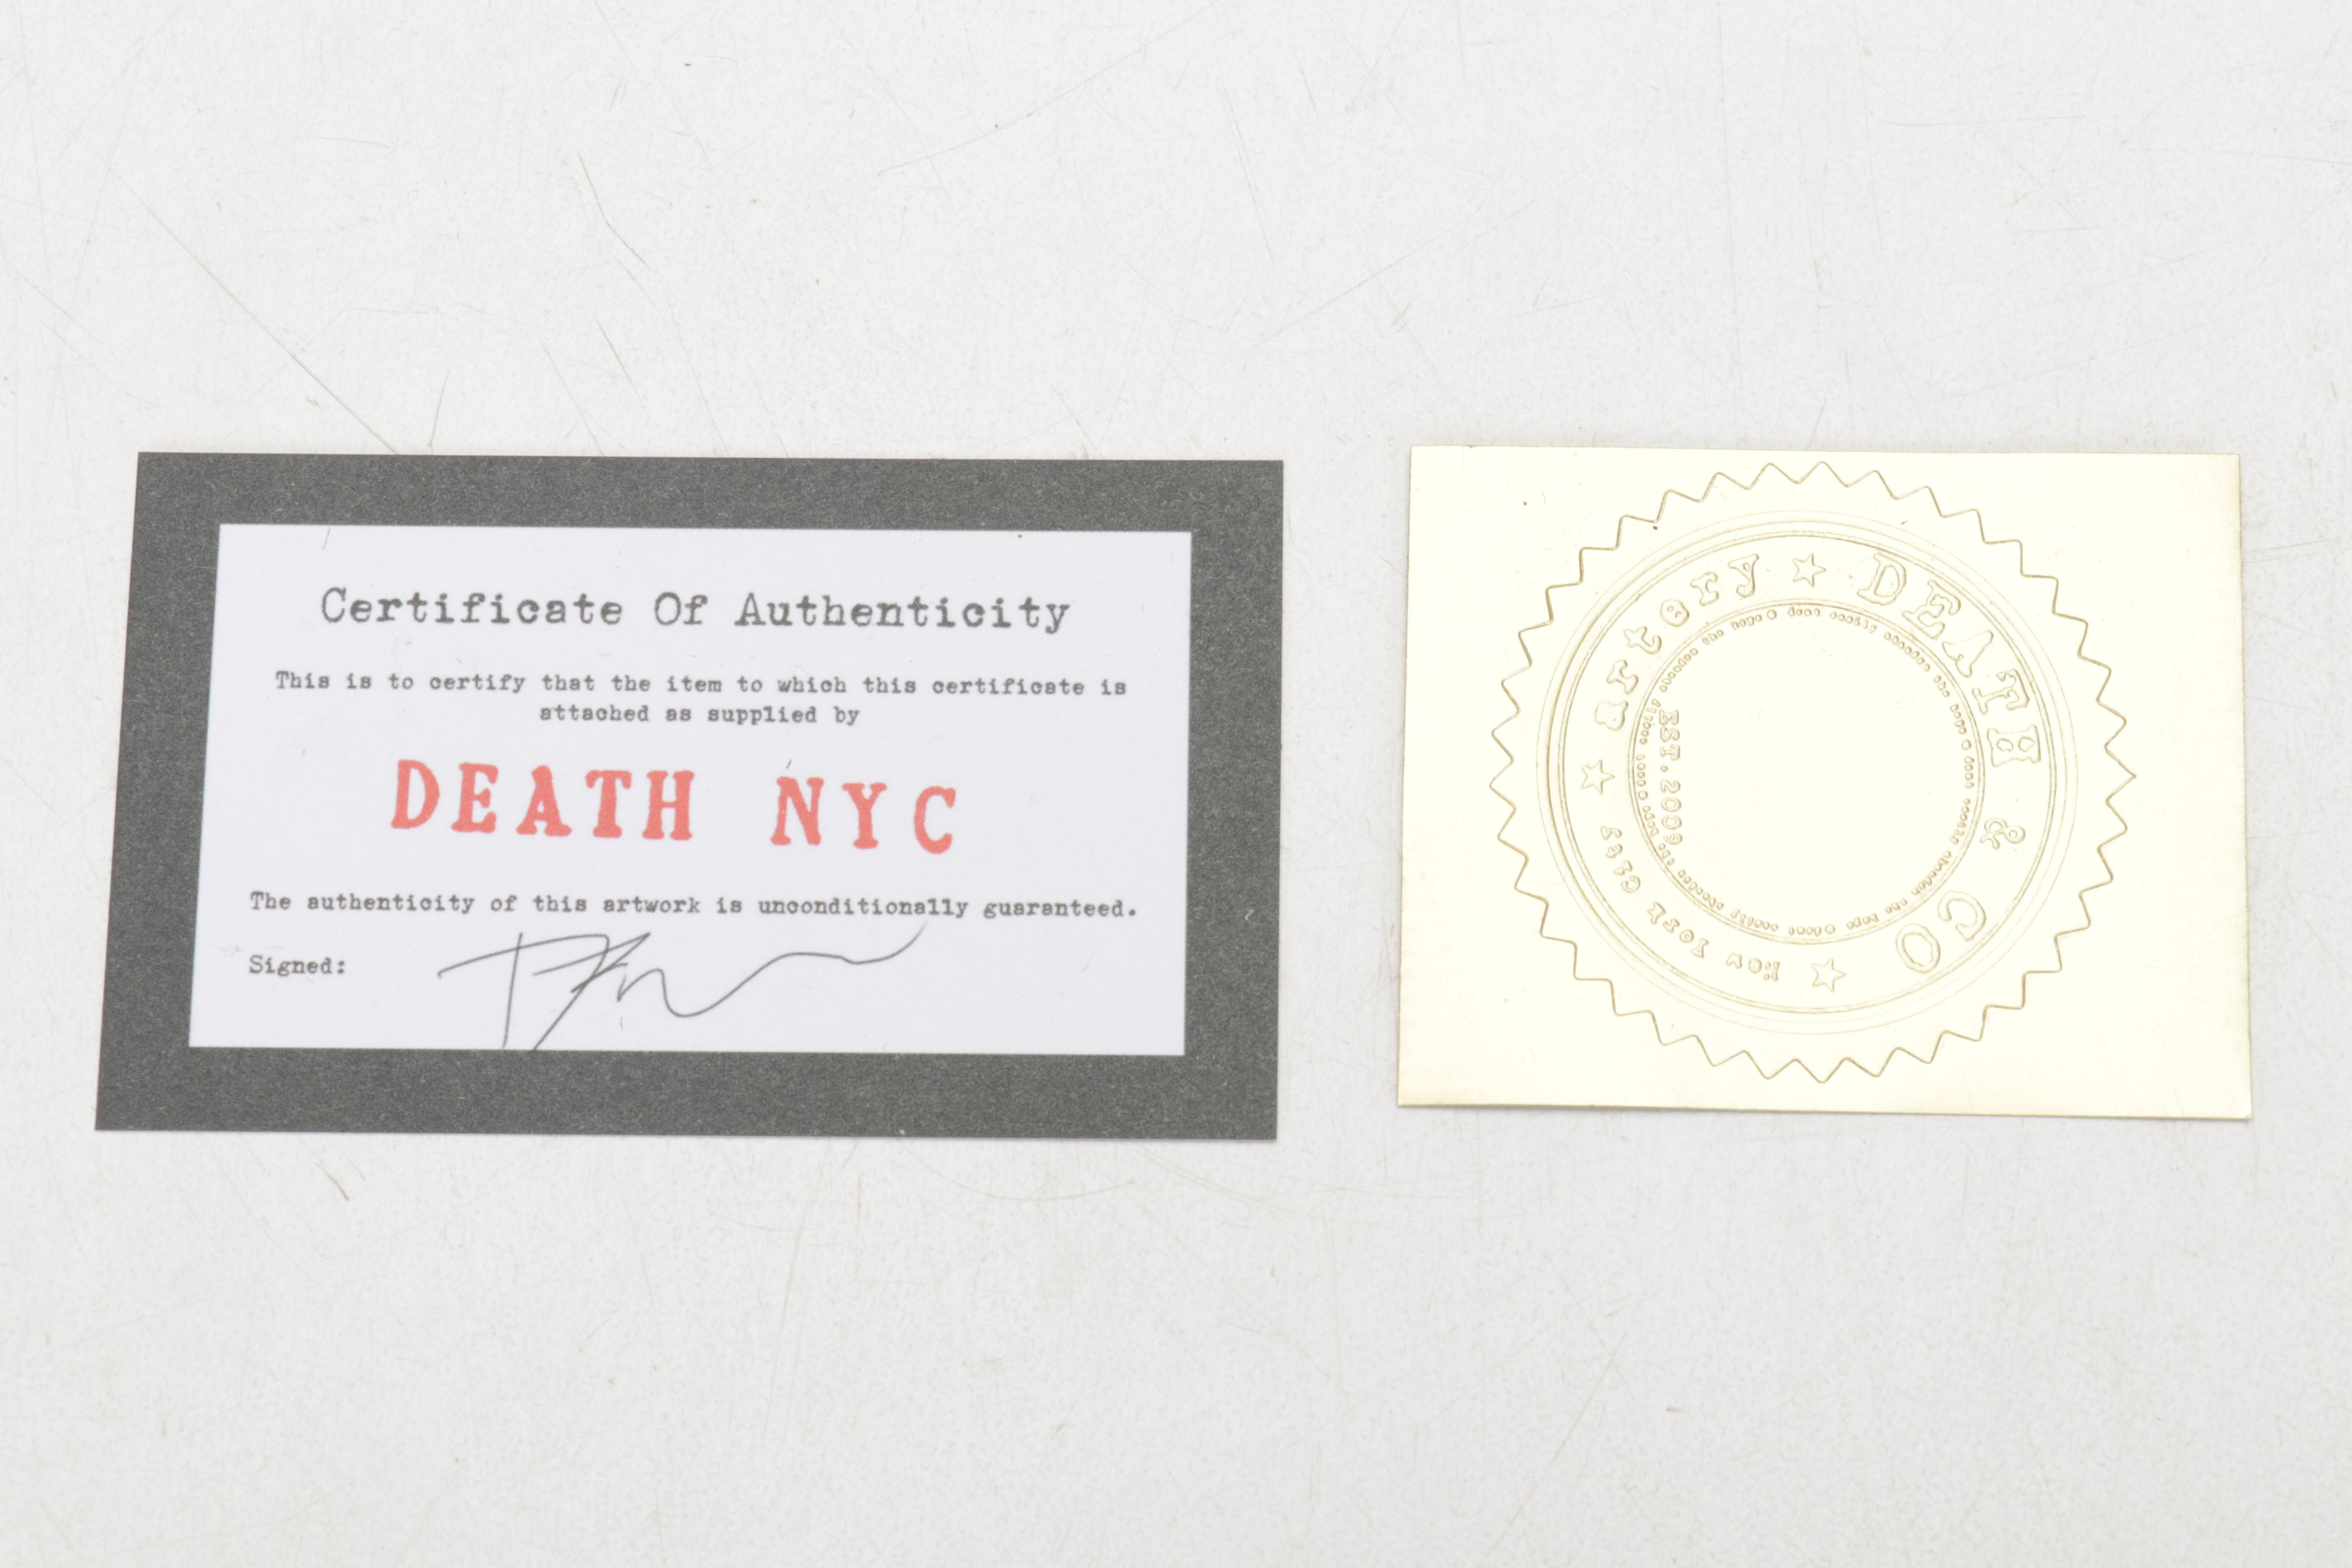 Certificate Of Authenticity
This is to certify that the item to which this certificate is
attached as supplied by
DEATH NYC
The authenticity of this artwork is unconditionally guaranteed.
Signed:
artery ☆ DEATH & CO ☆ New York City ☆
EST.2009